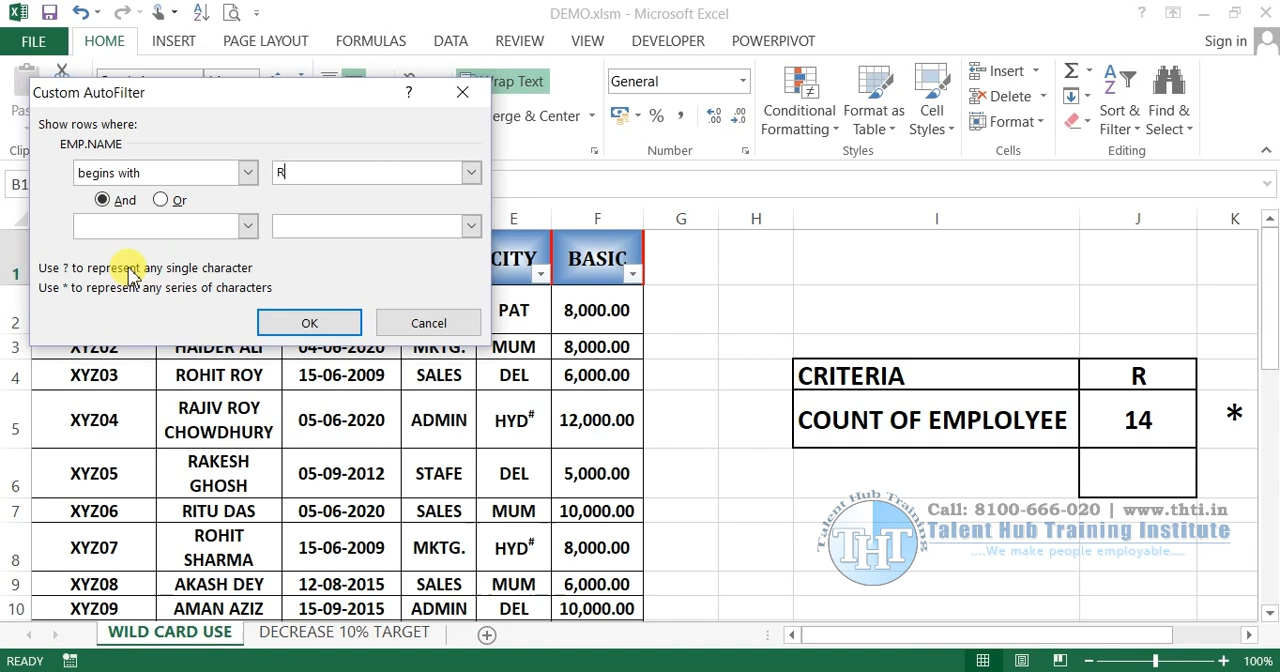 DEMO.xlsm - Microsoft Excel
FILE HOME INSERT PAGE LAYOUT FORMULAS DATA REVIEW VIEW DEVELOPER POWERPIVOT Sign in
Wrap Text
General
Conditional Formatting
Format as Table
Cell Styles
Insert
Delete
Format
Sort & Filter
Find & Select
Number
Styles
Cells
Editing
Custom AutoFilter
Show rows where:
EMP.NAME
begins with R
And Or
Use ? to represent any single character
Use * to represent any series of characters
OK Cancel
E F G H I J K
1 CITY BASIC
2 PAT 8,000.00
3 XYZ02 HAIDER ALI 04-06-2020 MKTG. MUM 8,000.00
4 XYZ03 ROHIT ROY 15-06-2009 SALES DEL 6,000.00
5 XYZ04 RAJIV ROY CHOWDHURY 05-06-2020 ADMIN HYD# 12,000.00
6 XYZ05 RAKESH GHOSH 05-09-2012 STAFE DEL 5,000.00
7 XYZ06 RITU DAS 05-06-2020 SALES MUM 10,000.00
8 XYZ07 ROHIT SHARMA 15-06-2009 MKTG. HYD# 8,000.00
9 XYZ08 AKASH DEY 12-08-2015 SALES MUM 6,000.00
10 XYZ09 AMAN AZIZ 15-09-2015 ADMIN DEL 10,000.00
CRITERIA R
COUNT OF EMPLOLYEE 14 *
Talent Hub Training Institute
THT
Call: 8100-666-020 | www.thti.in
Talent Hub Training Institute
....We make people employable....
WILD CARD USE DECREASE 10% TARGET
READY 100%